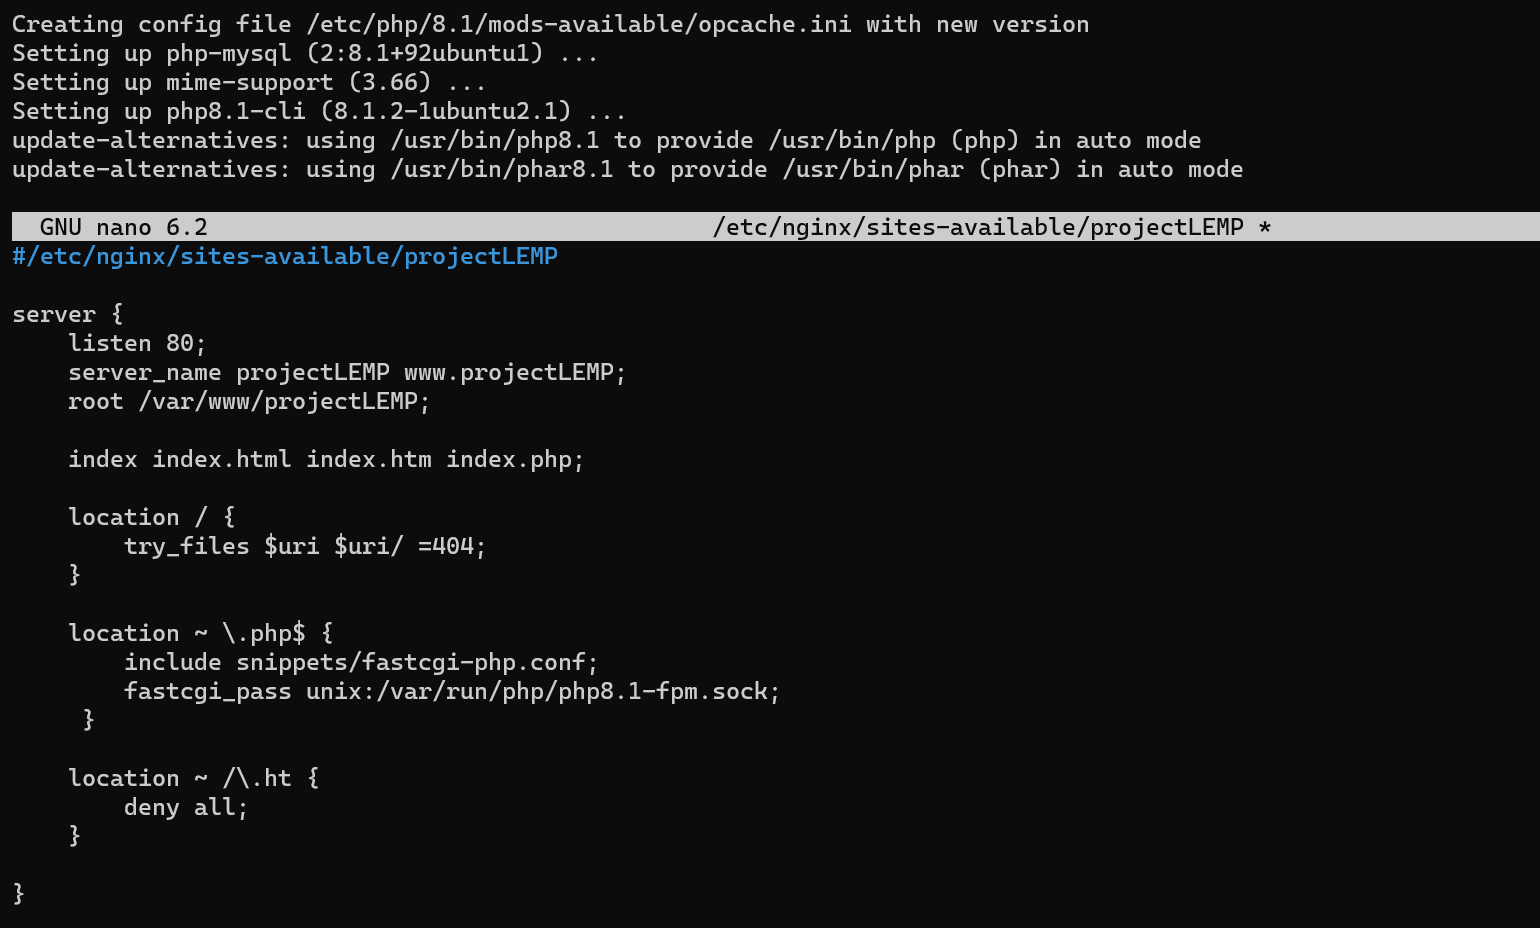 Creating config file /etc/php/8.1/mods-available/opcache.ini with new version
Setting up php-mysql (2:8.1+92ubuntu1) ...
Setting up mime-support (3.66) ...
Setting up php8.1-cli (8.1.2-1ubuntu2.1) ...
update-alternatives: using /usr/bin/php8.1 to provide /usr/bin/php (php) in auto mode
update-alternatives: using /usr/bin/phar8.1 to provide /usr/bin/phar (phar) in auto mode
GNU nano 6.2 /etc/nginx/sites-available/projectLEMP *
#/etc/nginx/sites-available/projectLEMP
server {
    listen 80;
    server_name projectLEMP www.projectLEMP;
    root /var/www/projectLEMP;
    index index.html index.htm index.php;
    location / {
        try_files $uri $uri/ =404;
    }
    location ~ \.php$ {
        include snippets/fastcgi-php.conf;
        fastcgi_pass unix:/var/run/php/php8.1-fpm.sock;
     }
    location ~ /\.ht {
        deny all;
    }
}